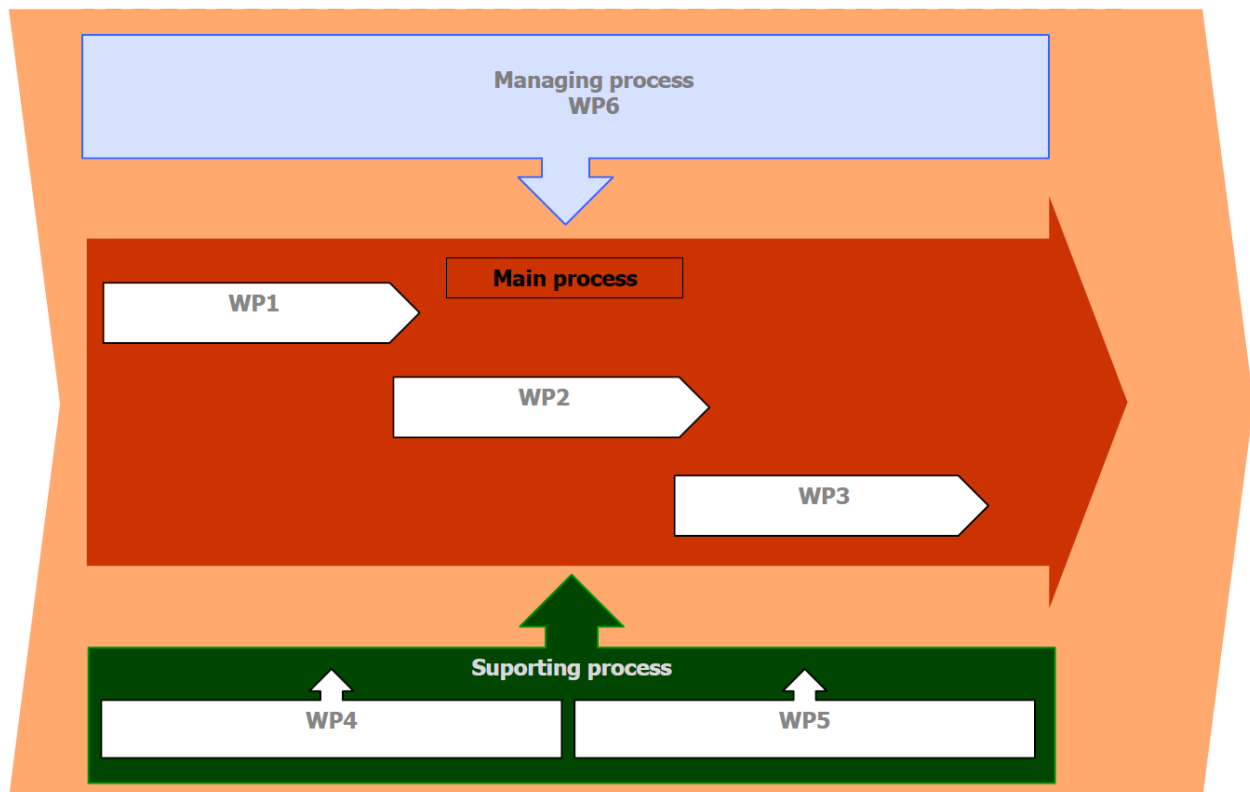 Managing process
WP6
Main process
WP1
WP2
WP3
Suporting process
WP4
WP5